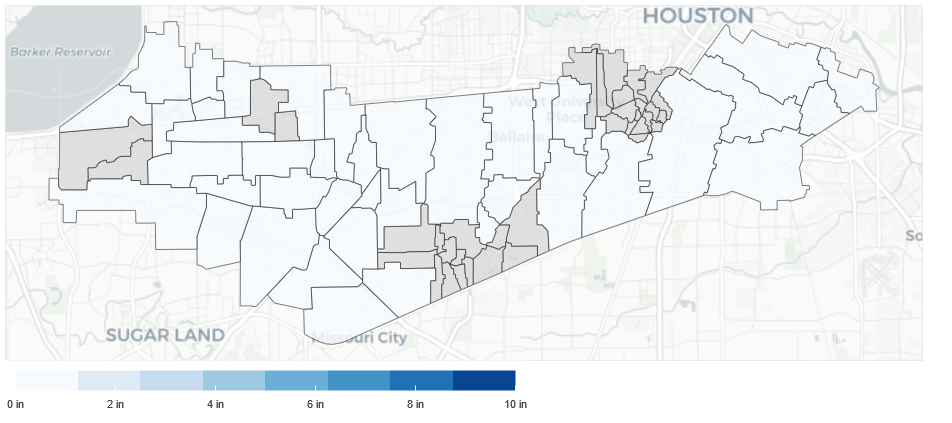 HOUSTON
Barker Reservoir
West University
Place
Bellaire
So
SUGAR LAND
Missouri City
0 in 2 in 4 in 6 in 8 in 10 in